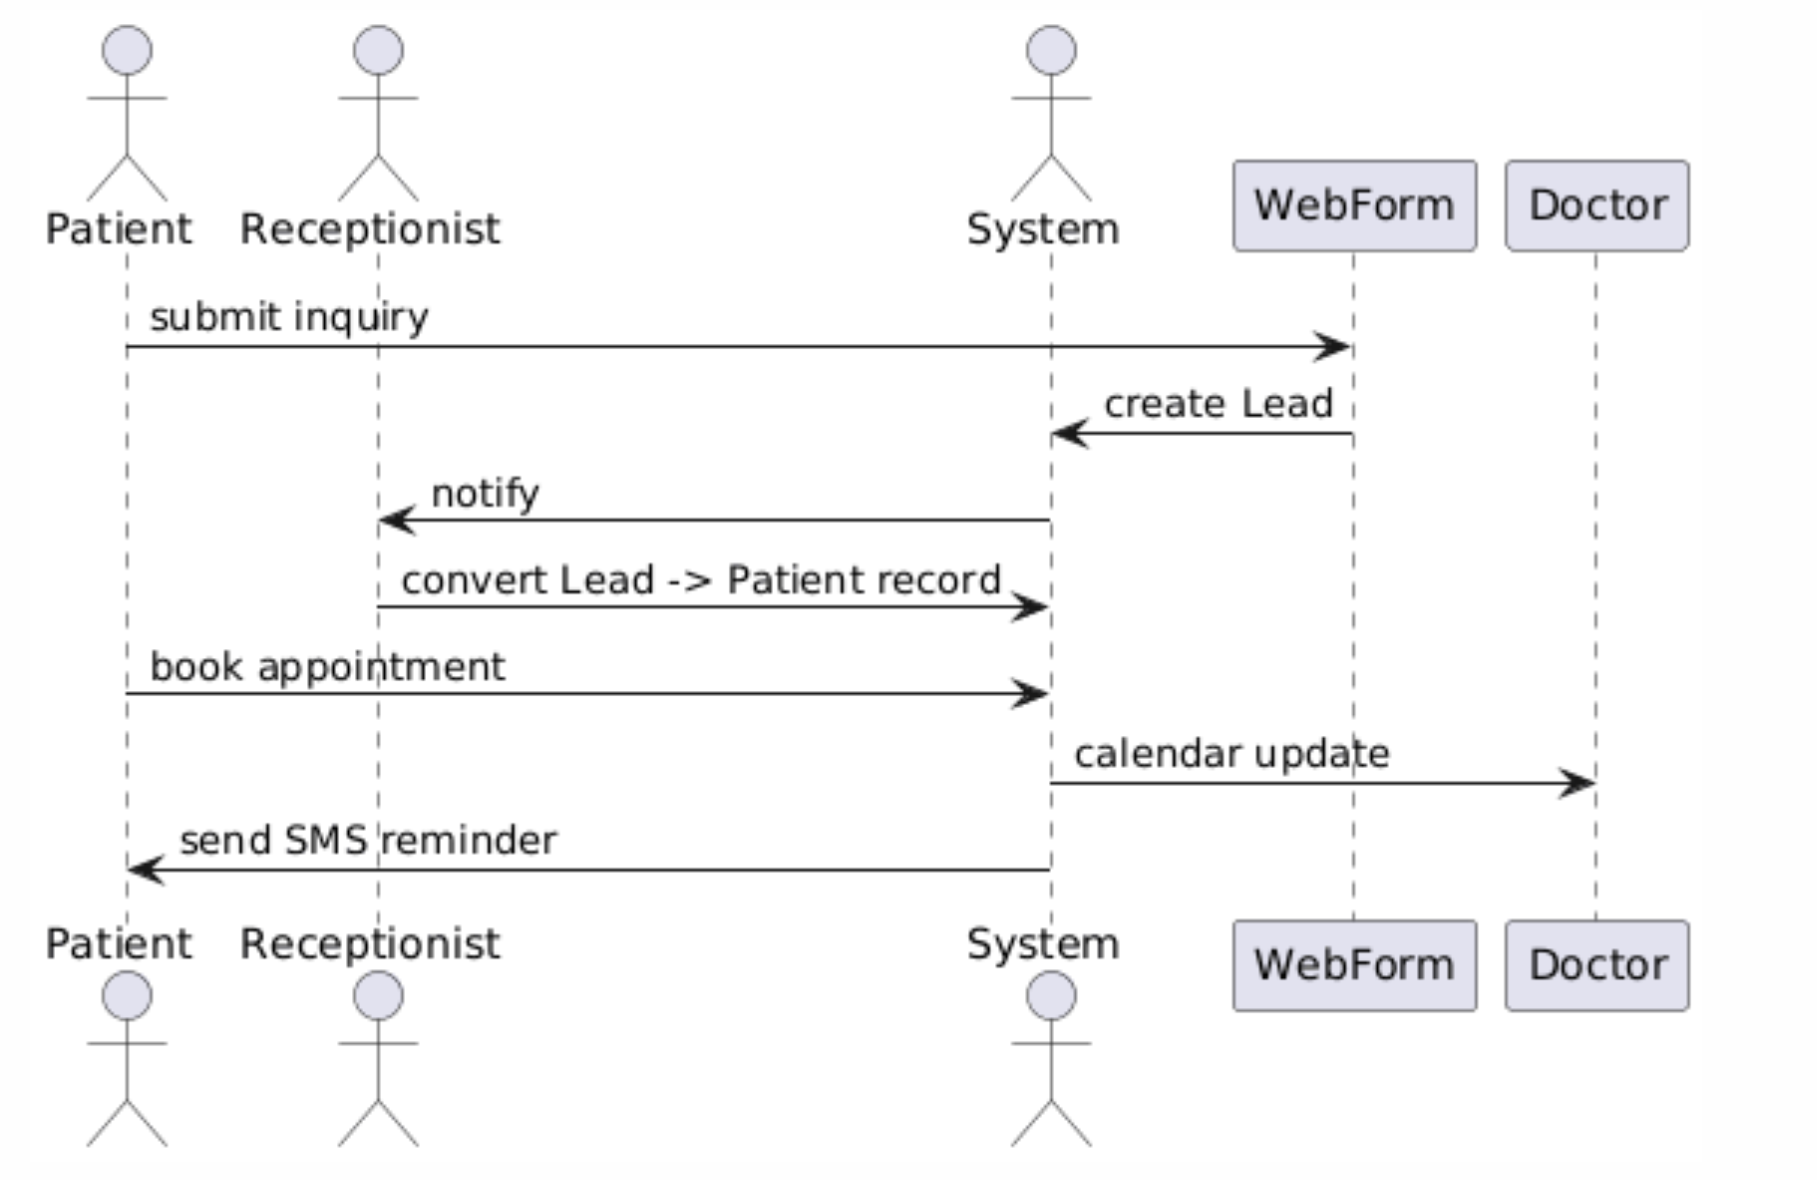 Patient Receptionist System WebForm Doctor
submit inquiry
create Lead
notify
convert Lead -> Patient record
book appointment
calendar update
send SMS reminder
Patient Receptionist System WebForm Doctor